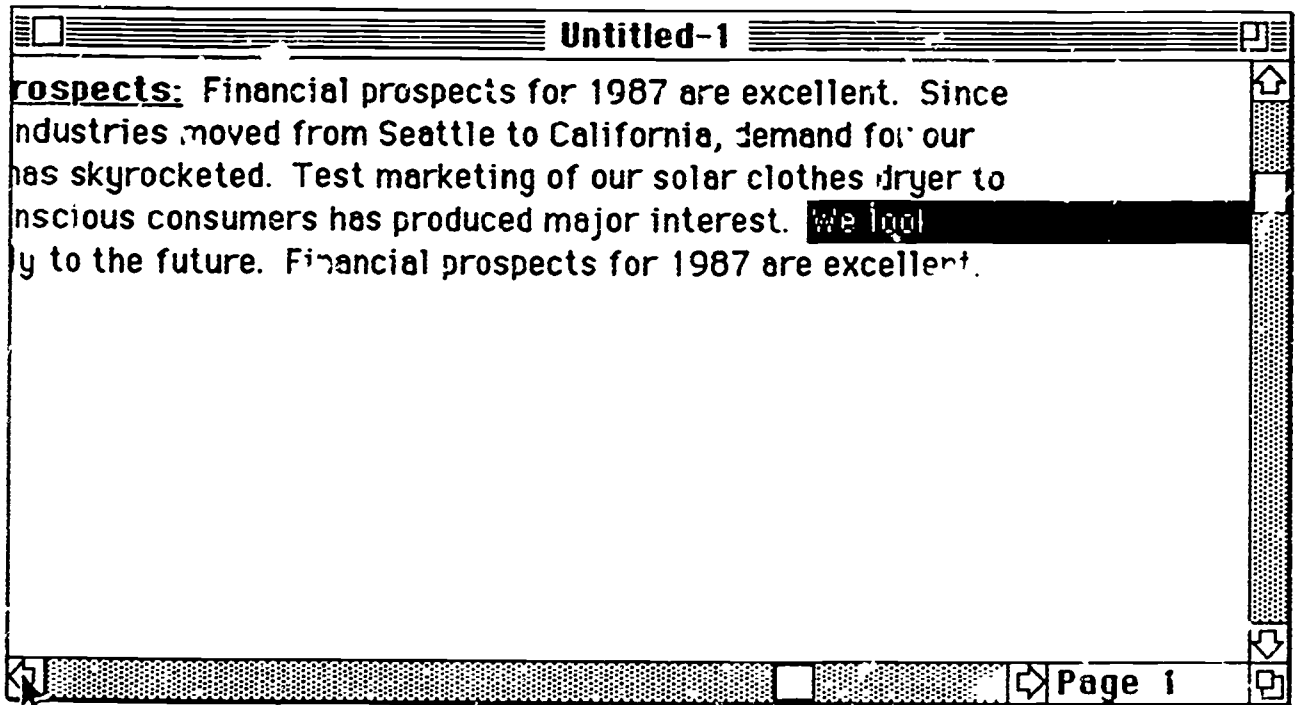 Untitled-1
rospects: Financial prospects for 1987 are excellent. Since
ndustries moved from Seattle to California, demand for our
has skyrocketed. Test marketing of our solar clothes dryer to
nscious consumers has produced major interest. We look
ly to the future. Financial prospects for 1987 are excellent.
Page 1